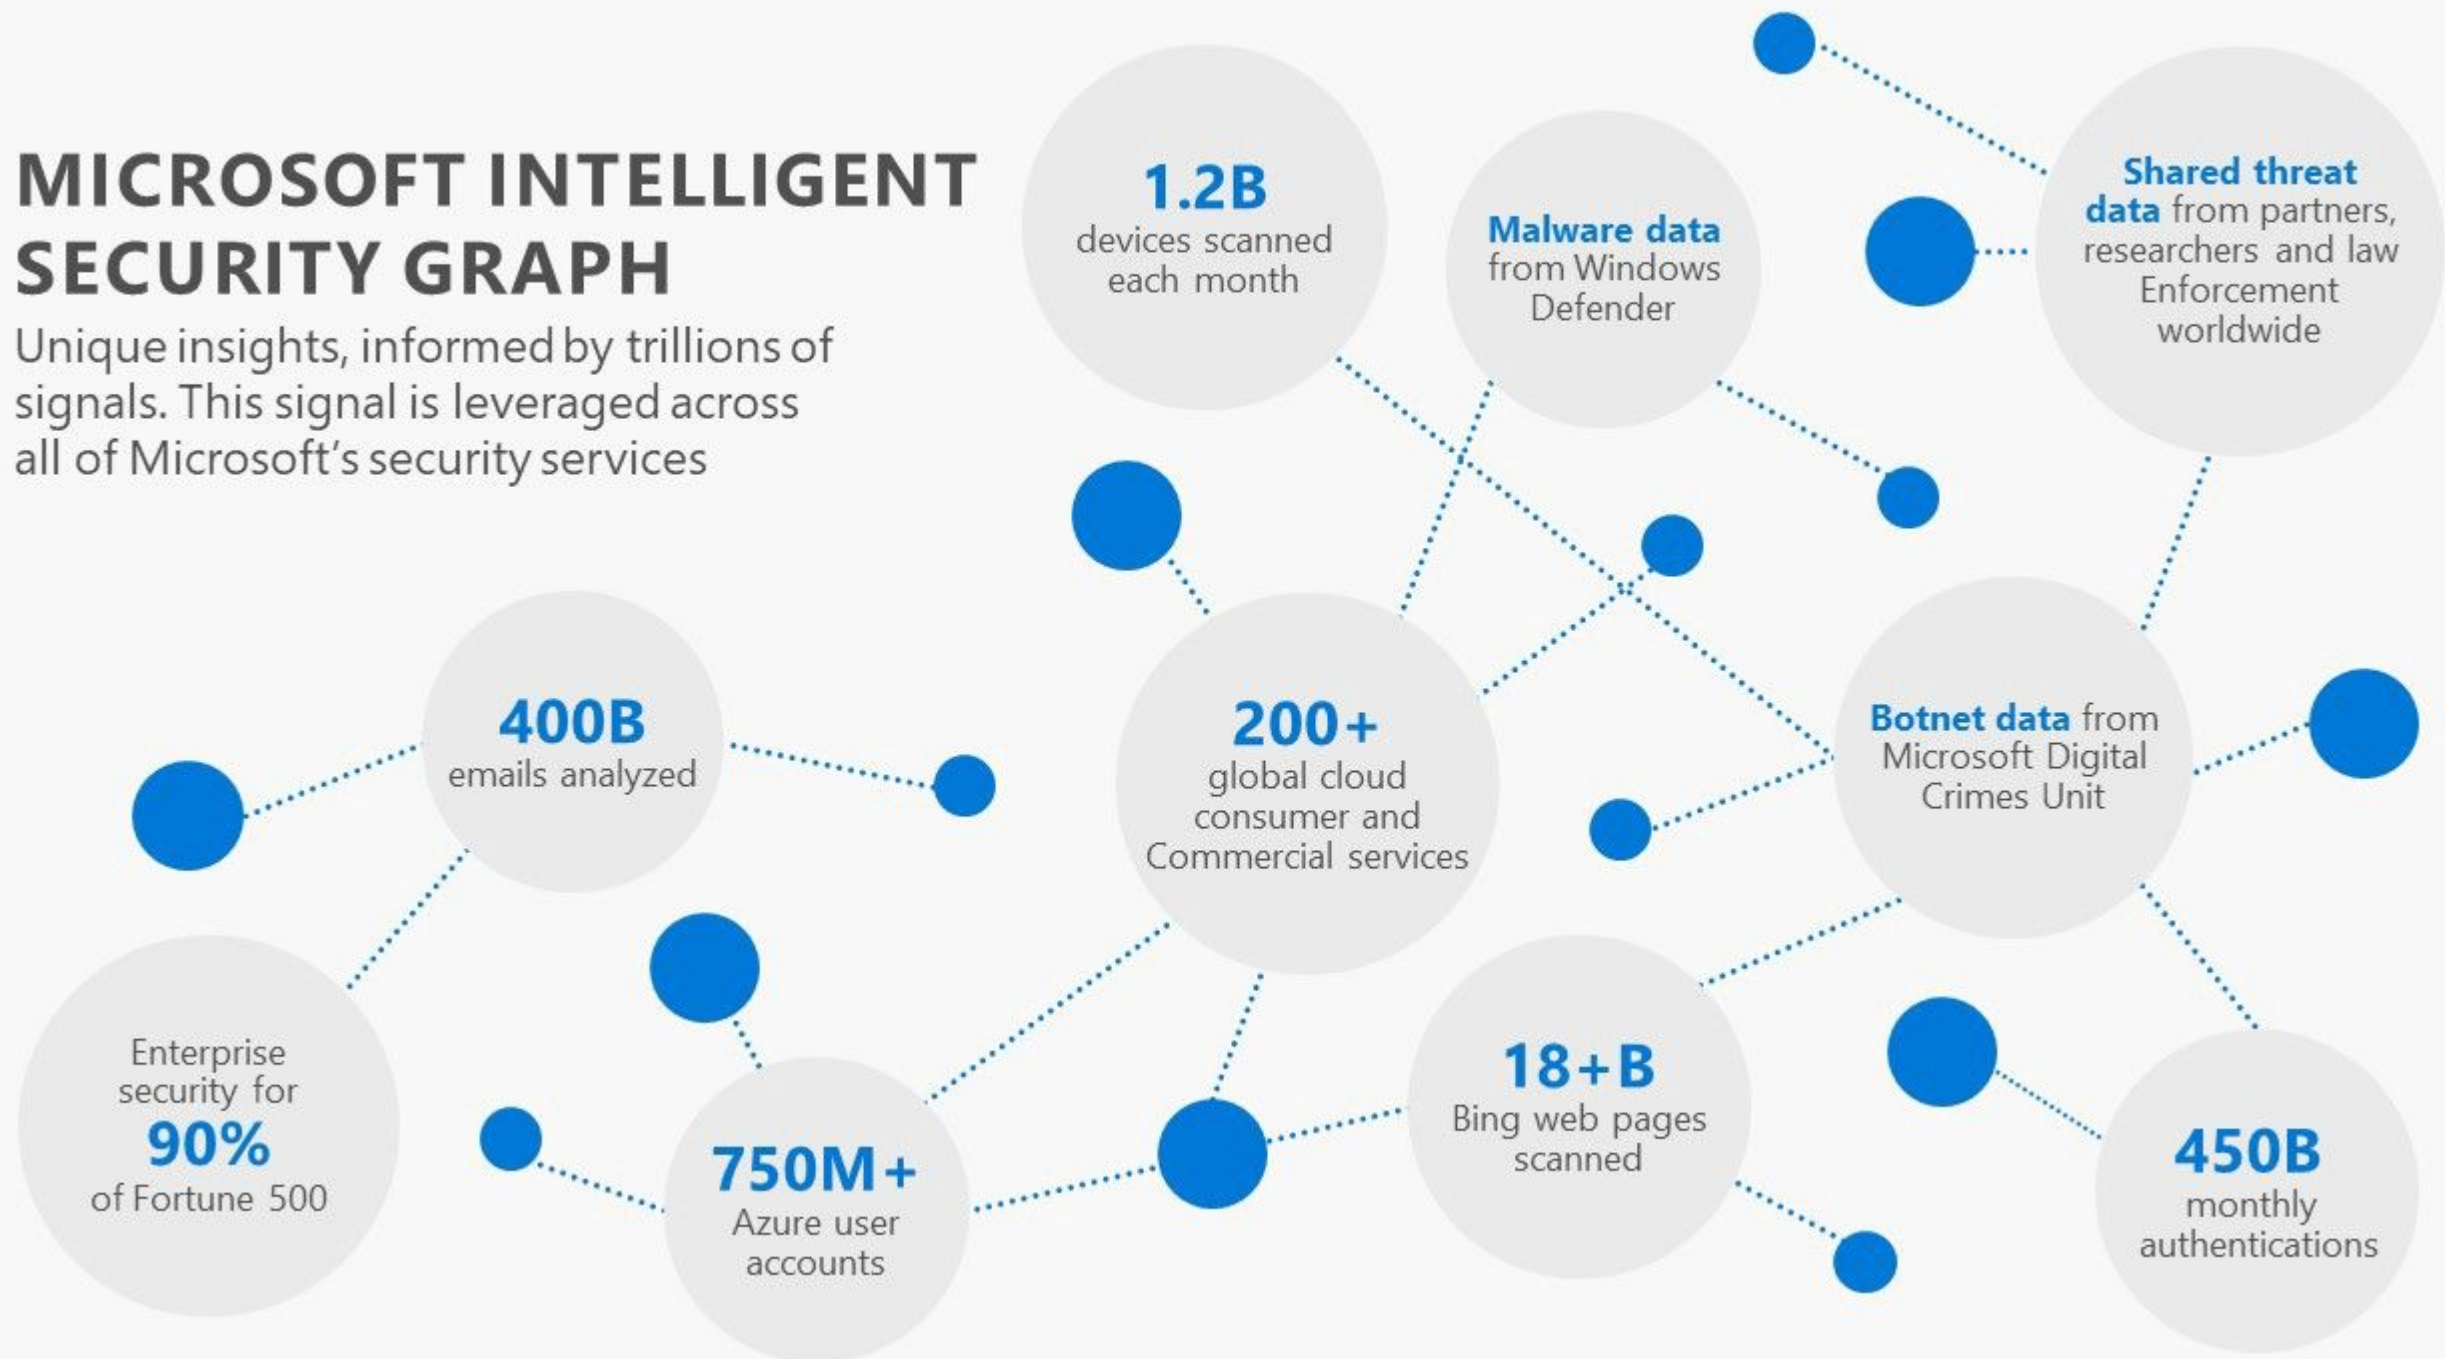 MICROSOFT INTELLIGENT
SECURITY GRAPH
Unique insights, informed by trillions of
signals. This signal is leveraged across
all of Microsoft's security services
1.2B
devices scanned
each month
Malware data
from Windows
Defender
Shared threat
data from partners,
researchers and law
Enforcement
worldwide
400B
emails analyzed
200+
global cloud
consumer and
Commercial services
Botnet data from
Microsoft Digital
Crimes Unit
Enterprise
security for
90%
of Fortune 500
750M+
Azure user
accounts
18+B
Bing web pages
scanned
450B
monthly
authentications